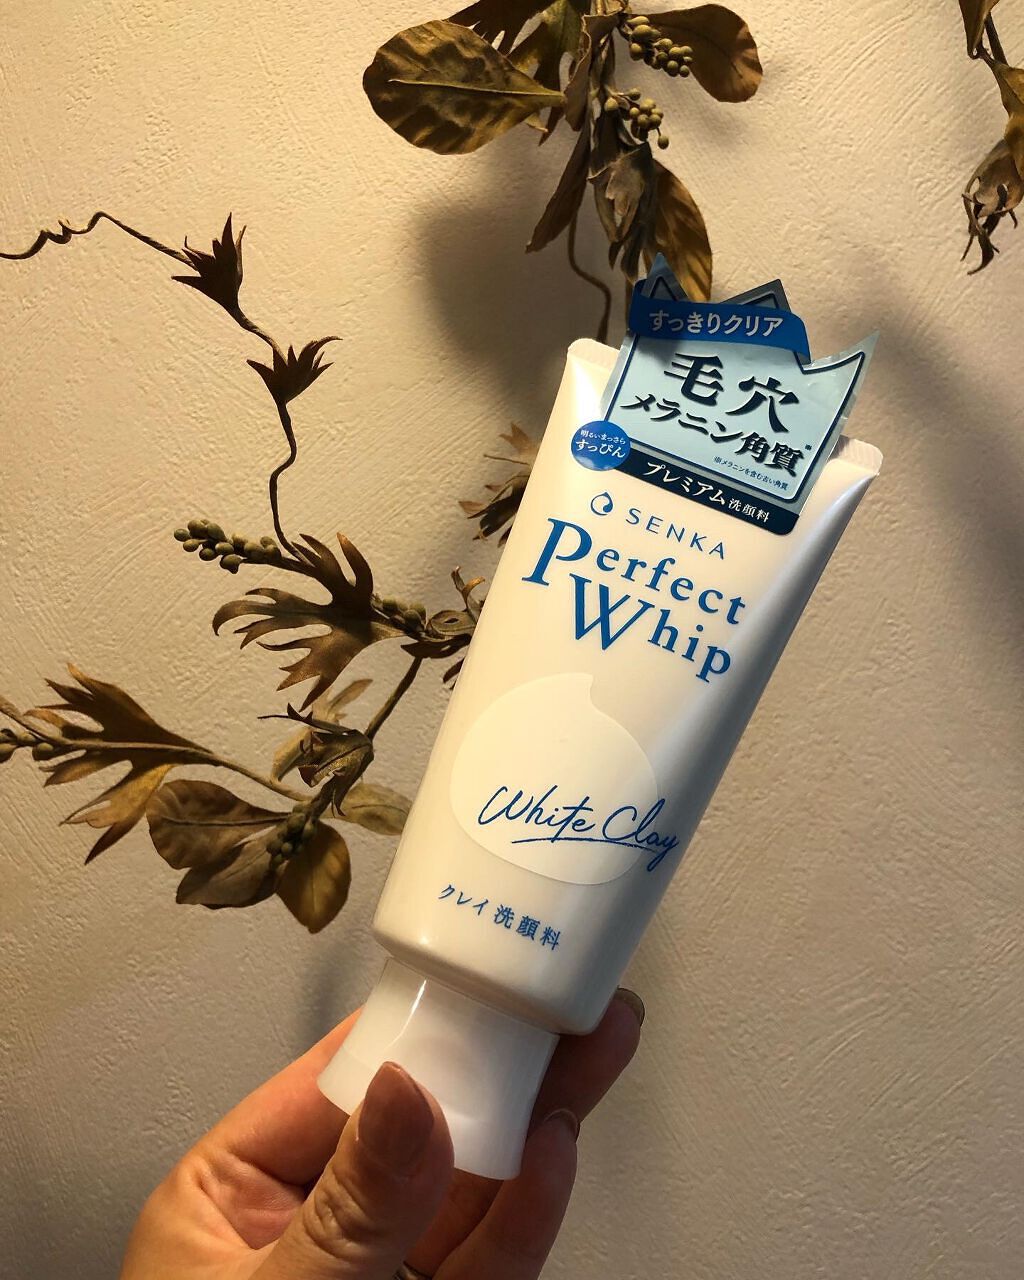 すっきりクリア
毛穴
メラニン角質※
※メラニンを含む古い角質
明るいまっさら
すっぴん
プレミアム洗顔料
SENKA
Perfect
Whip
White Clay
クレイ洗顔料